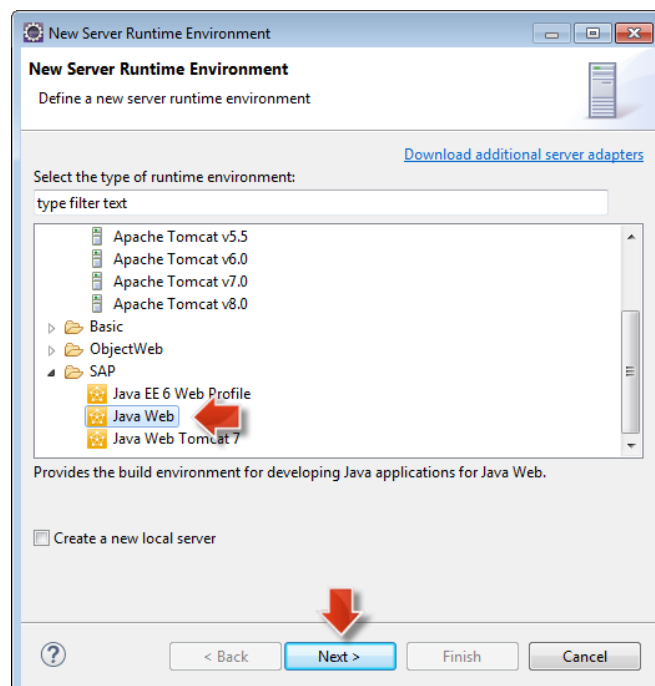 New Server Runtime Environment
New Server Runtime Environment
Define a new server runtime environment
Download additional server adapters
Select the type of runtime environment:
type filter text
Apache Tomcat v5.5
Apache Tomcat v6.0
Apache Tomcat v7.0
Apache Tomcat v8.0
Basic
ObjectWeb
SAP
Java EE 6 Web Profile
Java Web
Java Web Tomcat 7
Provides the build environment for developing Java applications for Java Web.
Create a new local server
? < Back Next > Finish Cancel